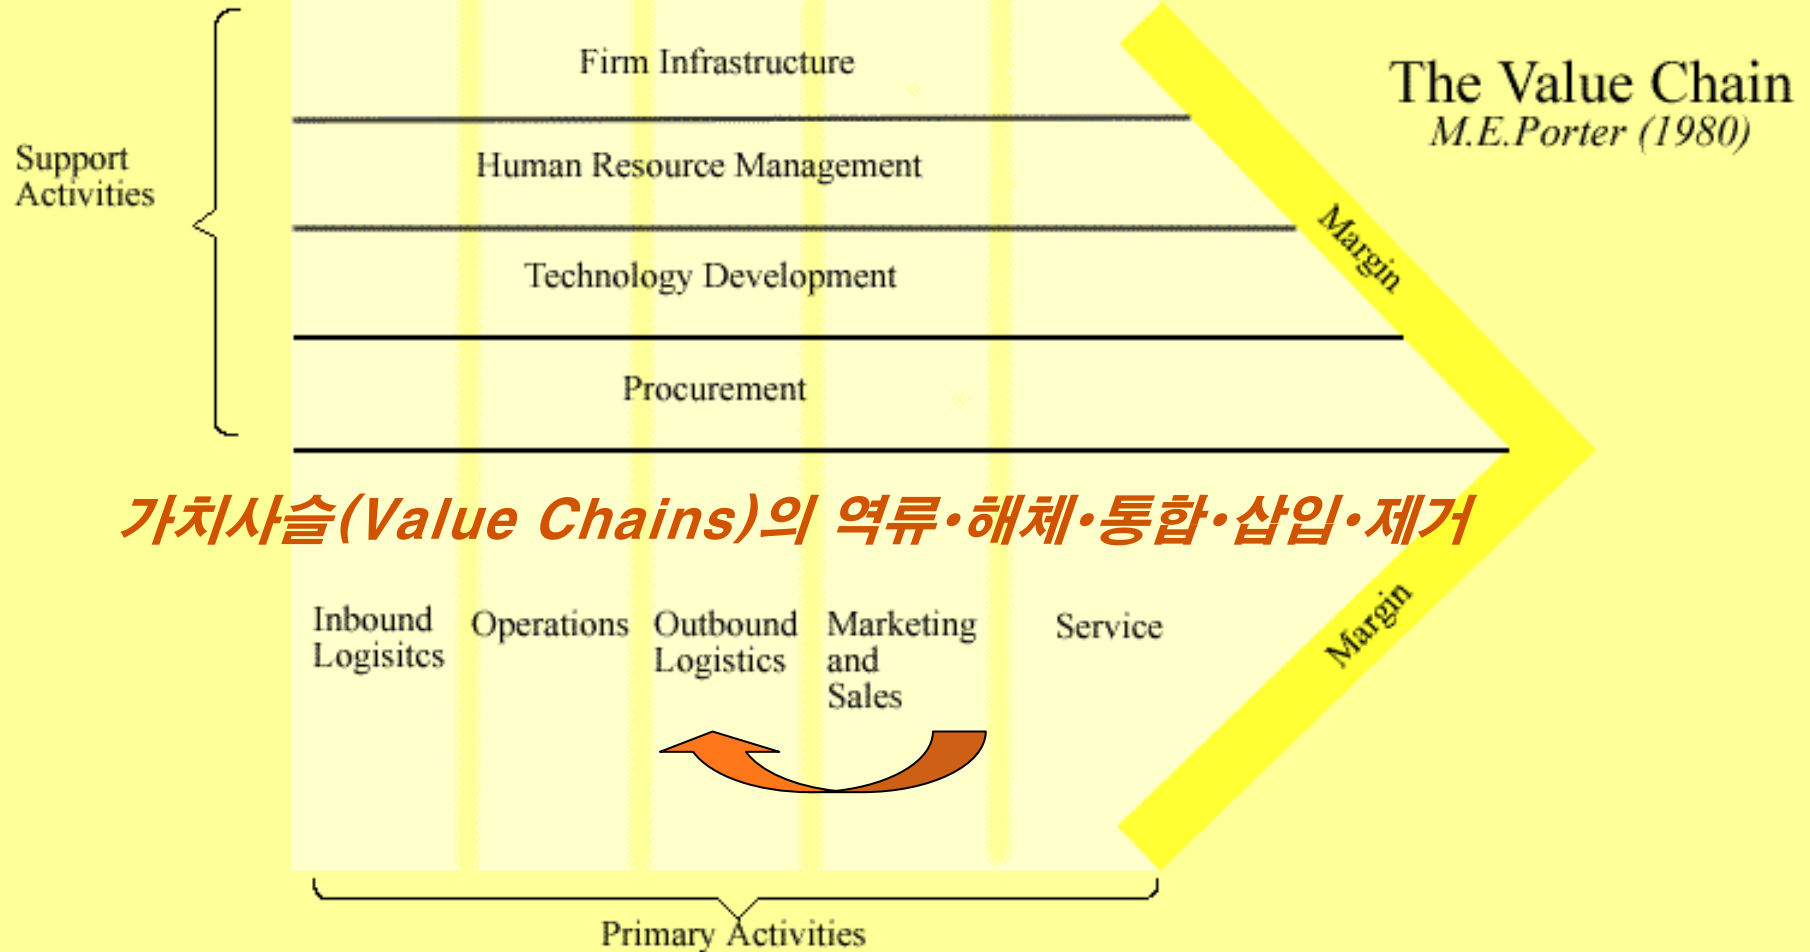 Firm Infrastructure
The Value Chain
M.E.Porter (1980)
Support
Activities
Human Resource Management
Margin
Technology Development
Procurement
가치사슬(Value Chains)의 역류·해체·통합·삽입·제거
Inbound
Logisitcs
Operations
Outbound
Logistics
Marketing
and
Sales
Service
Margin
Primary Activities